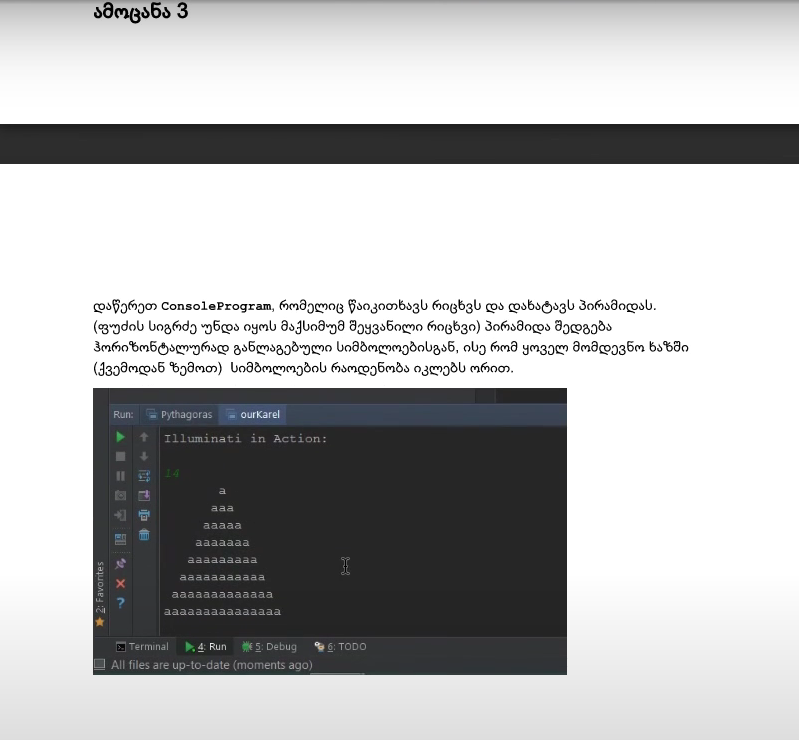 ამოცანა 3
დაწერეთ ConsoleProgram, რომელიც წაიკითხავს რიცხვს და დახატავს პირამიდას.
(ფუძის სიგრძე უნდა იყოს მაქსიმუმ შეყვანილი რიცხვი) პირამიდა შედგება
ჰორიზონტალურად განლაგებული სიმბოლოებისგან, ისე რომ ყოველ მომდევნო ხაზში
(ქვემოდან ზემოთ) სიმბოლოების რაოდენობა იკლებს ორით.
Run: Pythagoras ourKarel
Illuminati in Action:
14
a
aaa
aaaaa
aaaaaaa
aaaaaaaaa
aaaaaaaaaaa
aaaaaaaaaaaaa
aaaaaaaaaaaaaaa
2: Favorites
Terminal 4: Run 5: Debug 6: TODO
All files are up-to-date (moments ago)